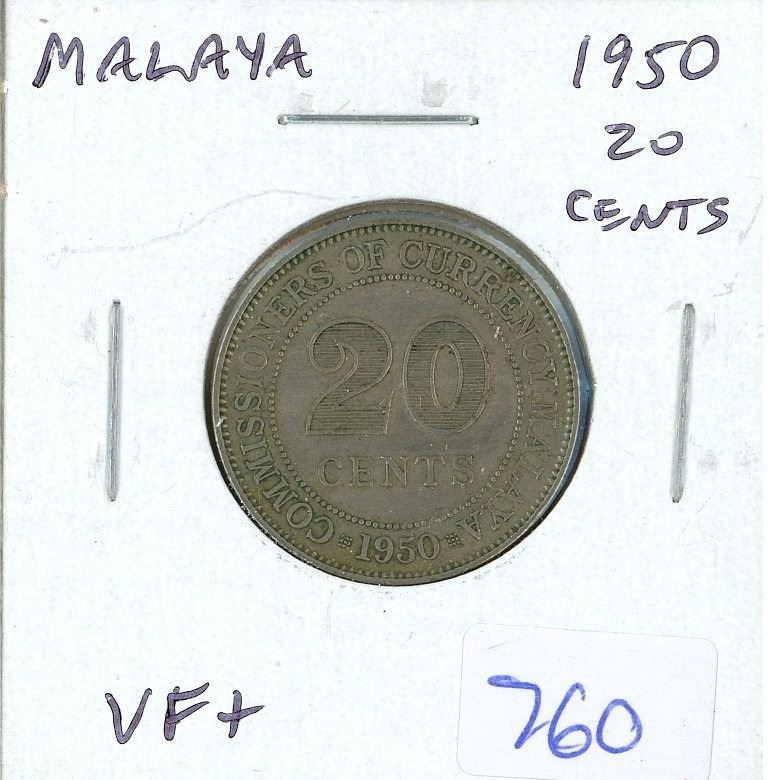 MALAYA
1950
20
CENTS
COMMISSIONERS OF CURRENCY MALAYA
20
CENTS
1950
VF+
760